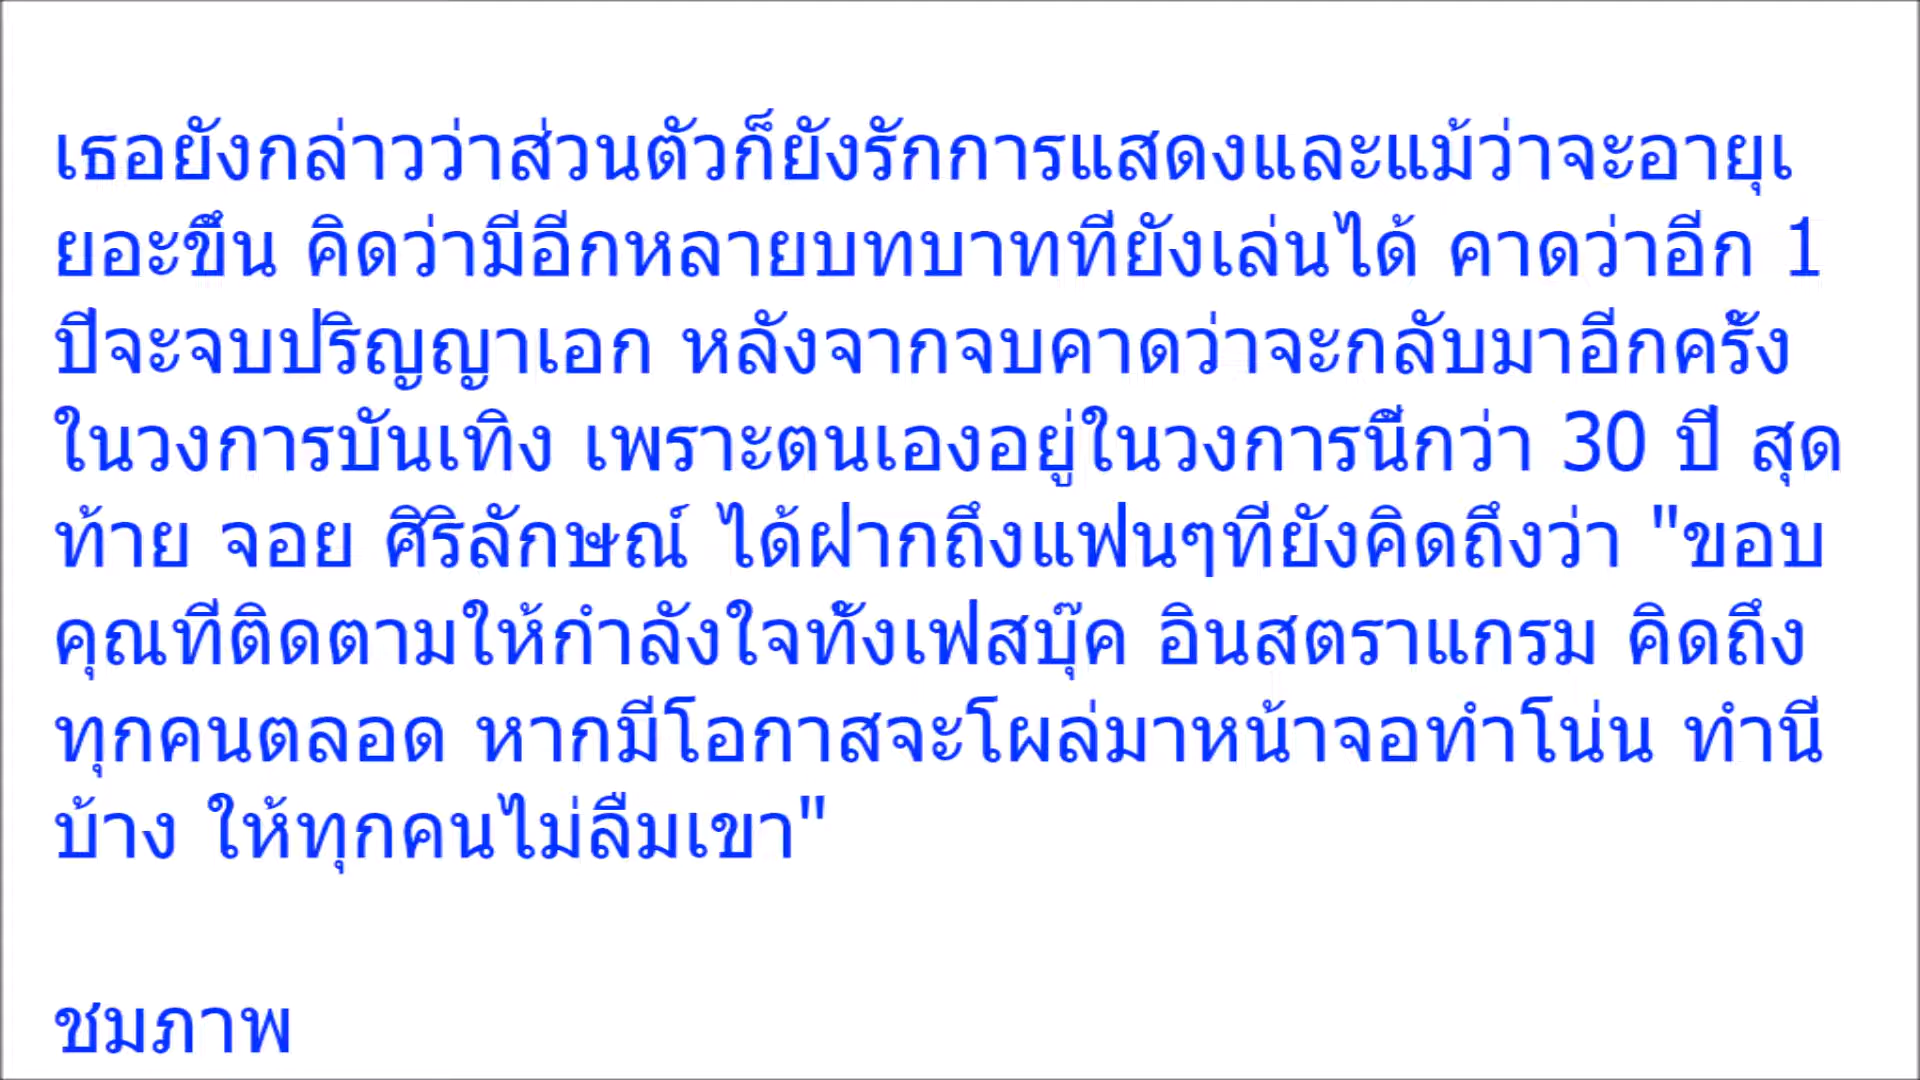 เธอยังกล่าวว่าส่วนตัวก็ยังรักการแสดงและแม้ว่าจะอายุเ
ยอะขึ้น คิดว่ามีอีกหลายบทบาทที่ยังเล่นได้ คาดว่าอีก 1
ปีจะจบปริญญาเอก หลังจากจบคาดว่าจะกลับมาอีกครั้ง
ในวงการบันเทิง เพราะตนเองอยู่ในวงการนี้กว่า 30 ปี สุด
ท้าย จอย ศิริลักษณ์ ได้ฝากถึงแฟนๆที่ยังคิดถึงว่า "ขอบ
คุณที่ติดตามให้กำลังใจทั้งเฟสบุ๊ค อินสตราแกรม คิดถึง
ทุกคนตลอด หากมีโอกาสจะโผล่มาหน้าจอทำโน่น ทำนี่
บ้าง ให้ทุกคนไม่ลืมเขา"
ชมภาพ